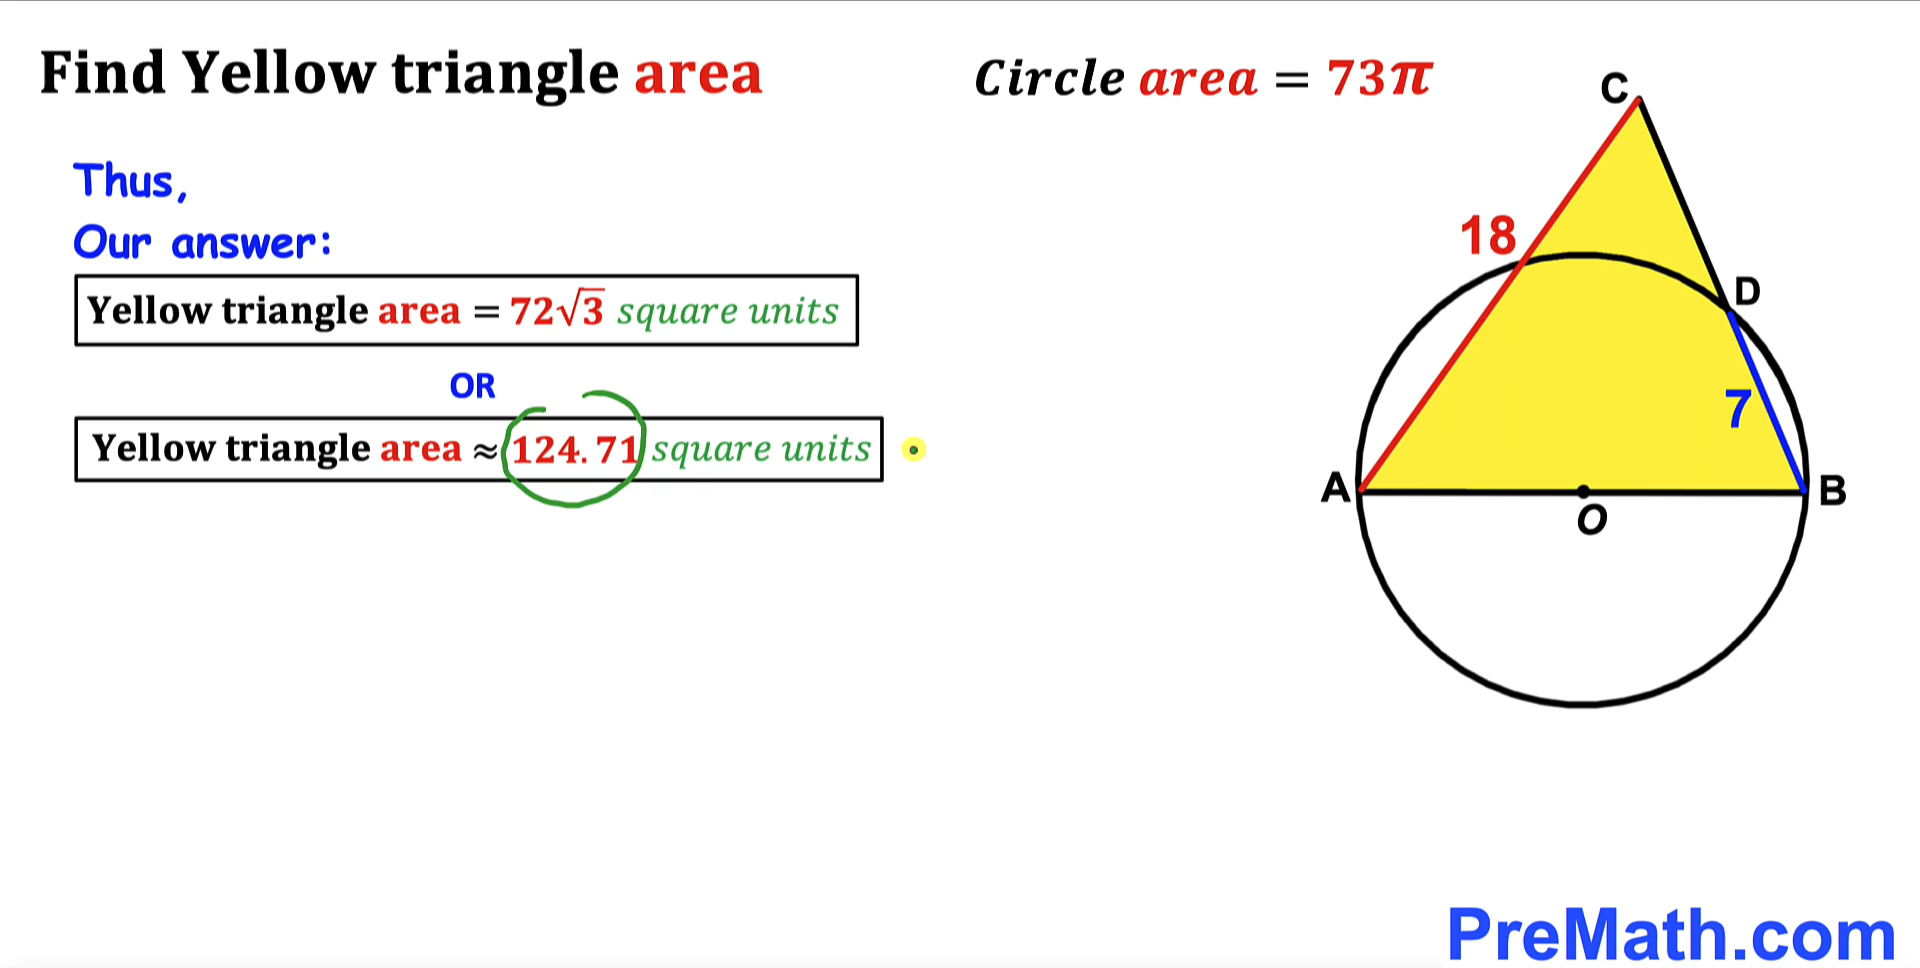 Find Yellow triangle area
Circle area = 73π
C
Thus,
Our answer:
18
Yellow triangle area = 72√3 square units
D
OR
7
Yellow triangle area ≈ 124.71 square units
A
B
O
PreMath.com